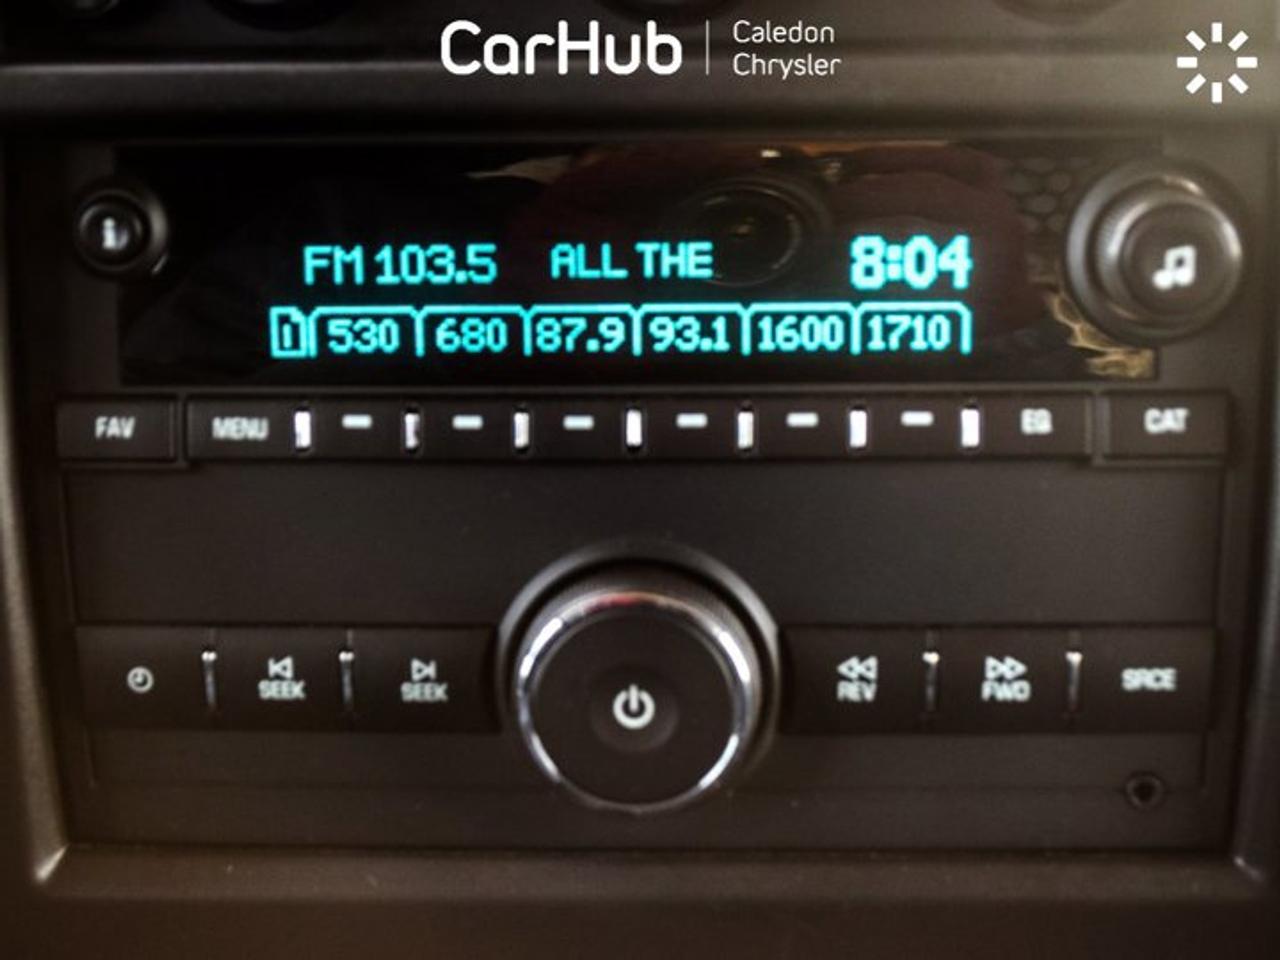 CarHub
Caledon
Chrysler
i
FM 103.5 ALL THE 8:04
1 530 680 87.9 93.1 1600 1710
FAV MENU EQ CAT
SEEK SEEK REV FWD SRCE